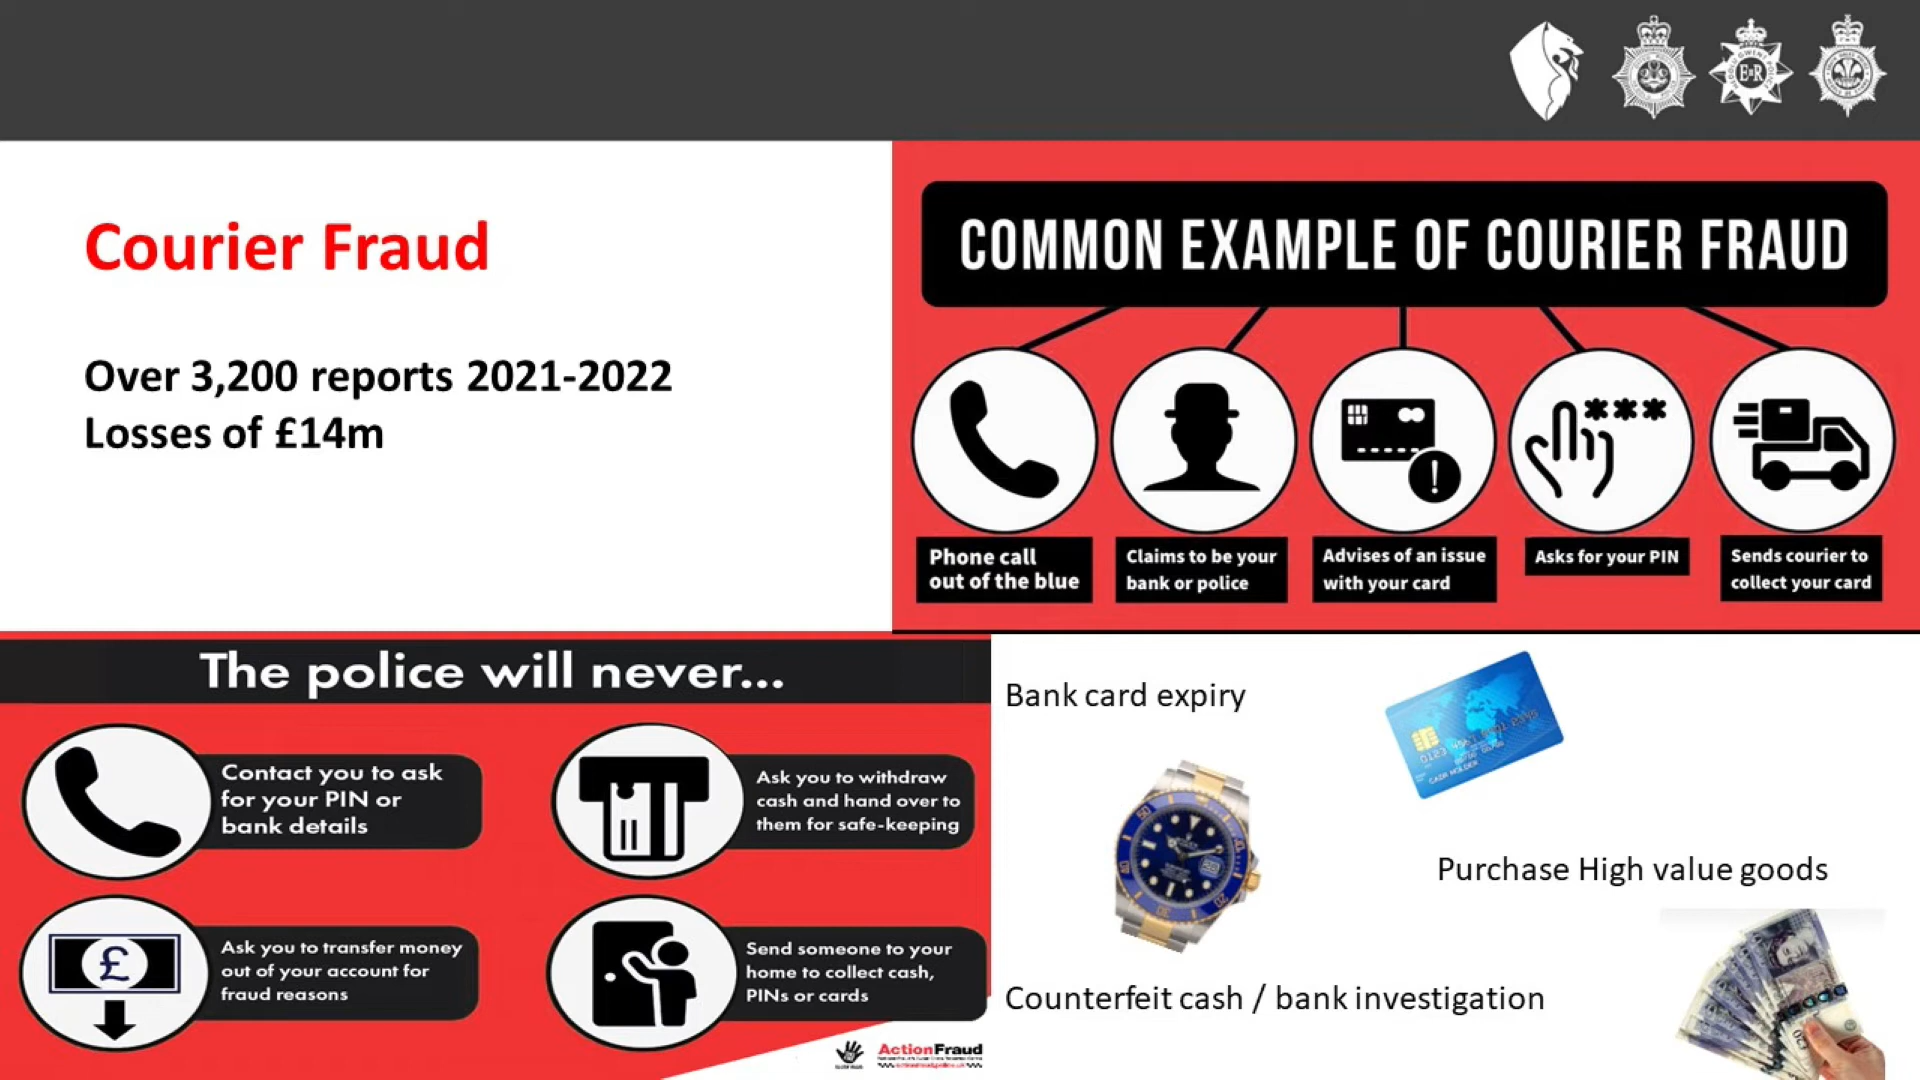 Courier Fraud
Over 3,200 reports 2021-2022
Losses of £14m
COMMON EXAMPLE OF COURIER FRAUD
Phone call
out of the blue
Claims to be your
bank or police
Advises of an issue
with your card
***
Asks for your PIN
Sends courier to
collect your card
The police will never...
Contact you to ask
for your PIN or
bank details
Ask you to withdraw
cash and hand over to
them for safe-keeping
£
Ask you to transfer money
out of your account for
fraud reasons
Send someone to your
home to collect cash,
PINs or cards
ActionFraud
Bank card expiry
Purchase High value goods
Counterfeit cash / bank investigation